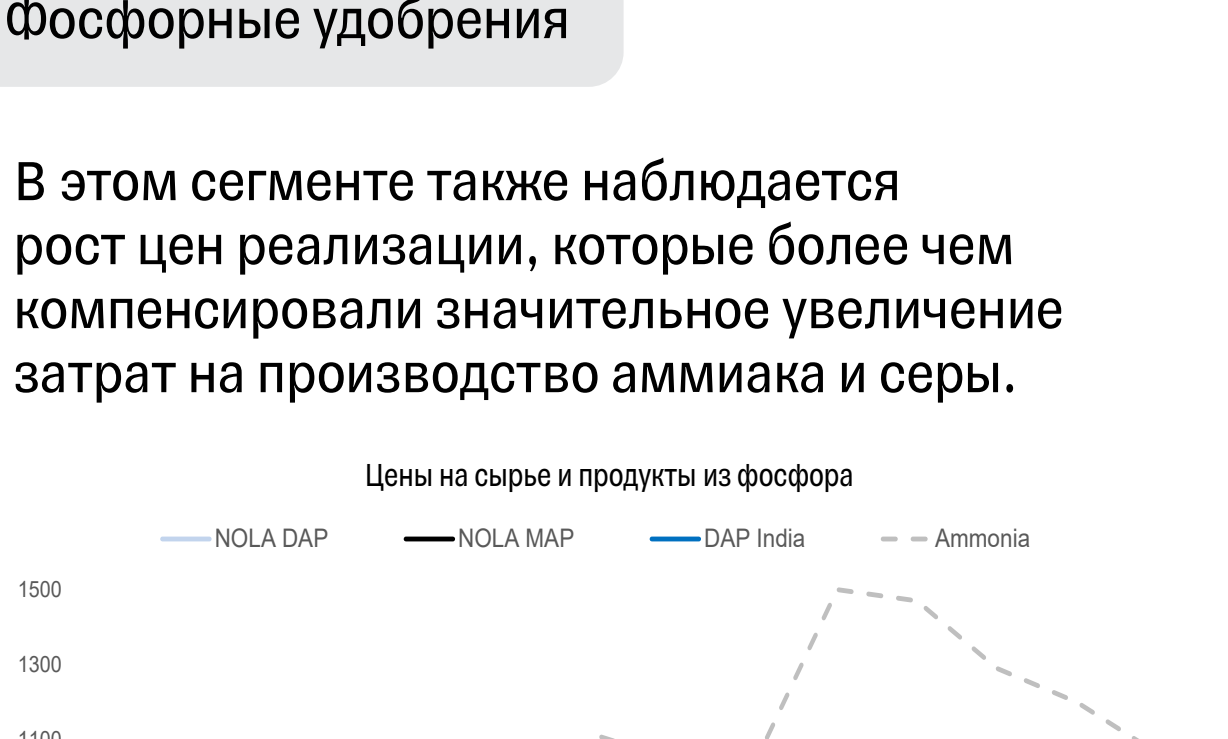 Фосфорные удобрения
В этом сегменте также наблюдается
рост цен реализации, которые более чем
компенсировали значительное увеличение
затрат на производство аммиака и серы.
Цены на сырье и продукты из фосфора
NOLA DAP NOLA MAP DAP India Ammonia
1500
1300
1100